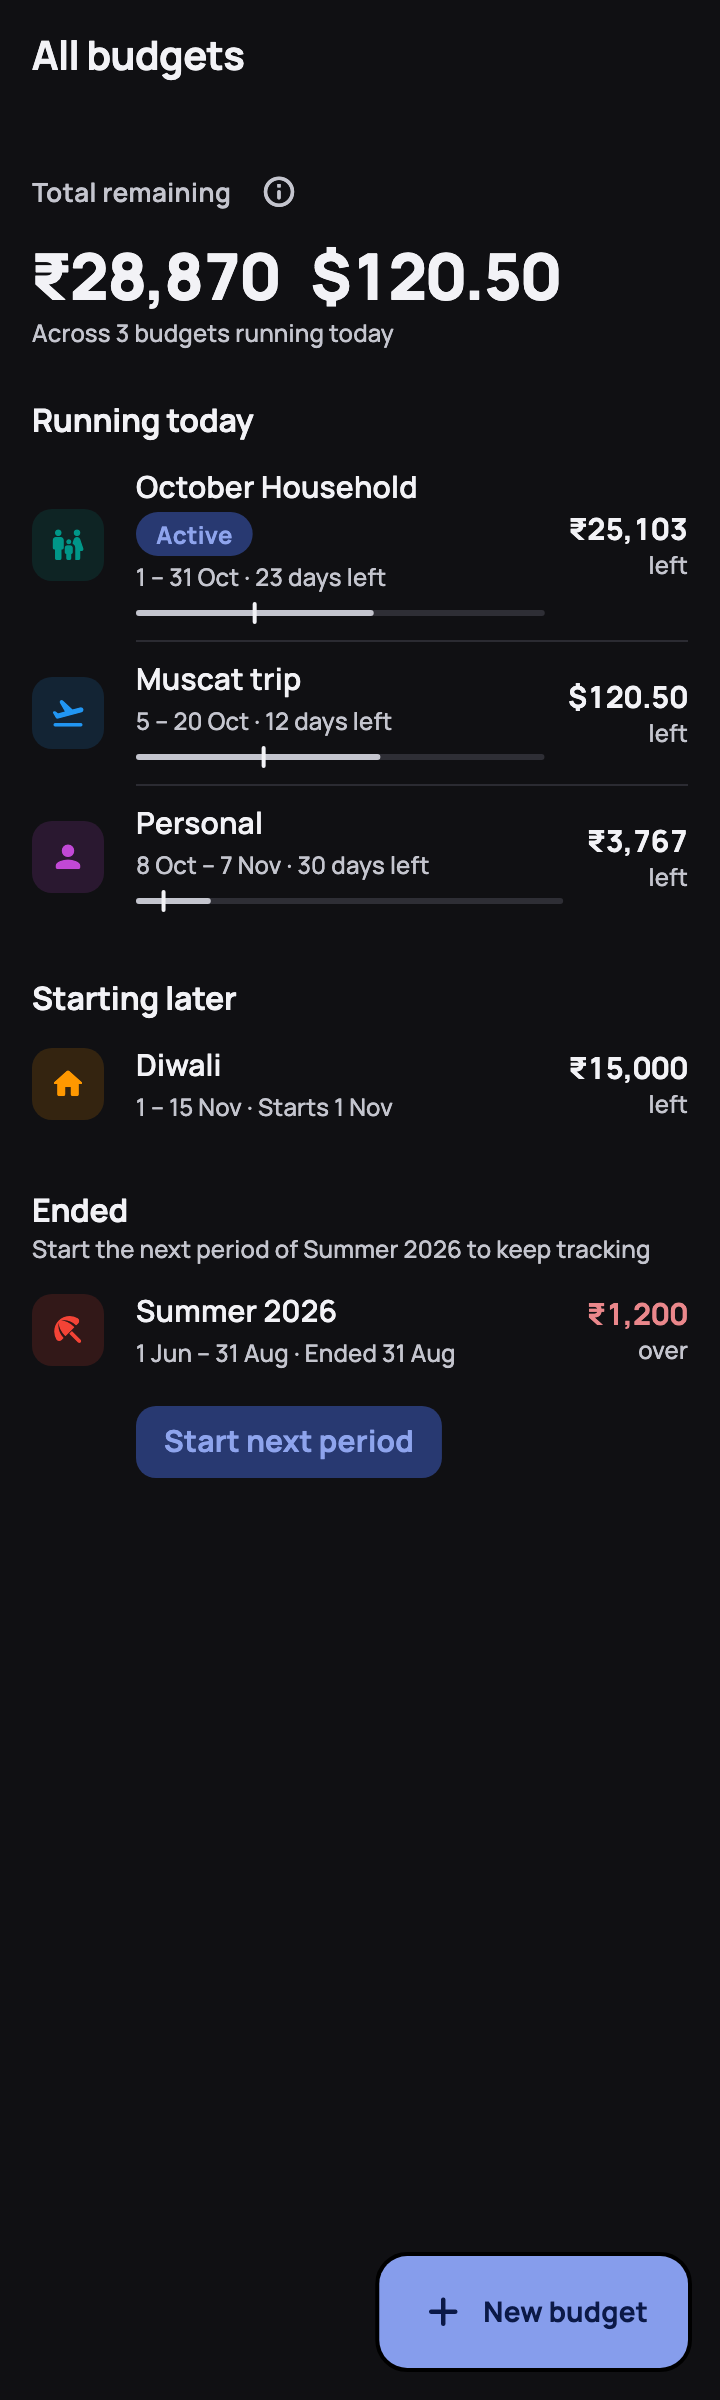 All budgets
Total remaining
₹28,870 $120.50
Across 3 budgets running today
Running today
October Household
Active
1 – 31 Oct · 23 days left
₹25,103
left
Muscat trip
5 – 20 Oct · 12 days left
$120.50
left
Personal
8 Oct – 7 Nov · 30 days left
₹3,767
left
Starting later
Diwali
1 – 15 Nov · Starts 1 Nov
₹15,000
left
Ended
Start the next period of Summer 2026 to keep tracking
Summer 2026
1 Jun – 31 Aug · Ended 31 Aug
₹1,200
over
Start next period
New budget